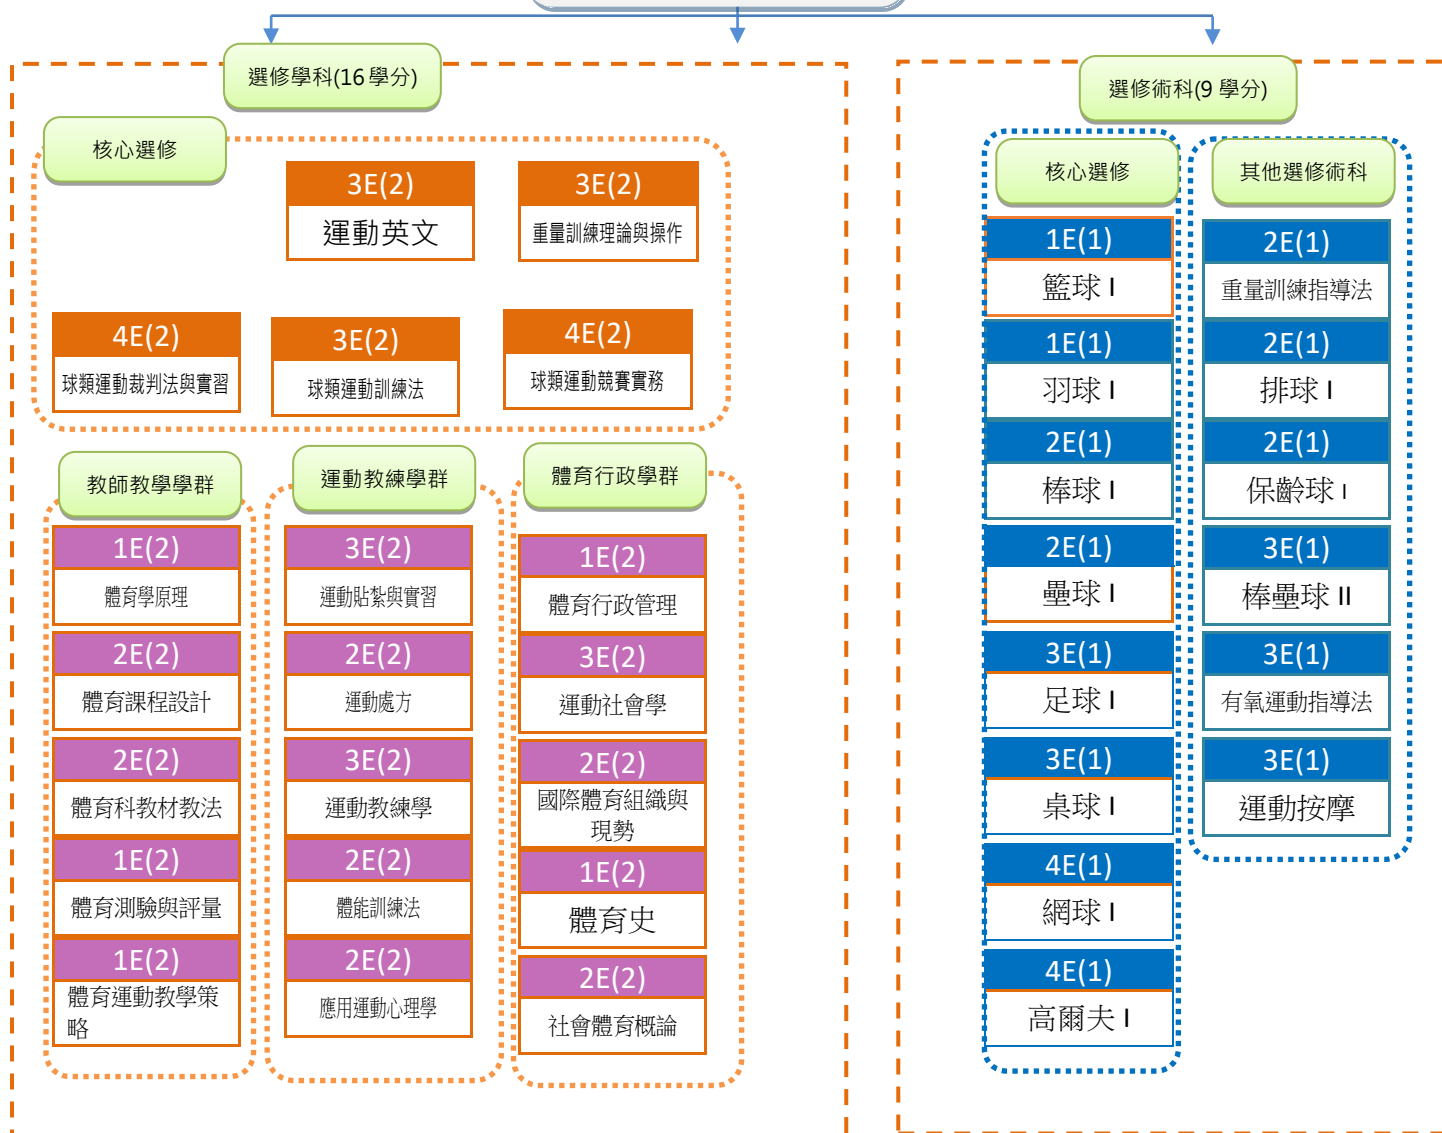 選修學科(16 學分)
核心選修
3E(2)
運動英文
3E(2)
重量訓練理論與操作
4E(2)
球類運動裁判法與實習
3E(2)
球類運動訓練法
4E(2)
球類運動競賽實務
教師教學學群
1E(2)
體育學原理
2E(2)
體育課程設計
2E(2)
體育科教材教法
1E(2)
體育測驗與評量
1E(2)
體育運動教學策
略
運動教練學群
3E(2)
運動貼紮與實習
2E(2)
運動處方
3E(2)
運動教練學
2E(2)
體能訓練法
2E(2)
應用運動心理學
體育行政學群
1E(2)
體育行政管理
3E(2)
運動社會學
2E(2)
國際體育組織與
現勢
1E(2)
體育史
2E(2)
社會體育概論
選修術科(9 學分)
核心選修
1E(1)
籃球 I
1E(1)
羽球 I
2E(1)
棒球 I
2E(1)
壘球 I
3E(1)
足球 I
3E(1)
桌球 I
4E(1)
網球 I
4E(1)
高爾夫 I
其他選修術科
2E(1)
重量訓練指導法
2E(1)
排球 I
2E(1)
保齡球 I
3E(1)
棒壘球 II
3E(1)
有氧運動指導法
3E(1)
運動按摩